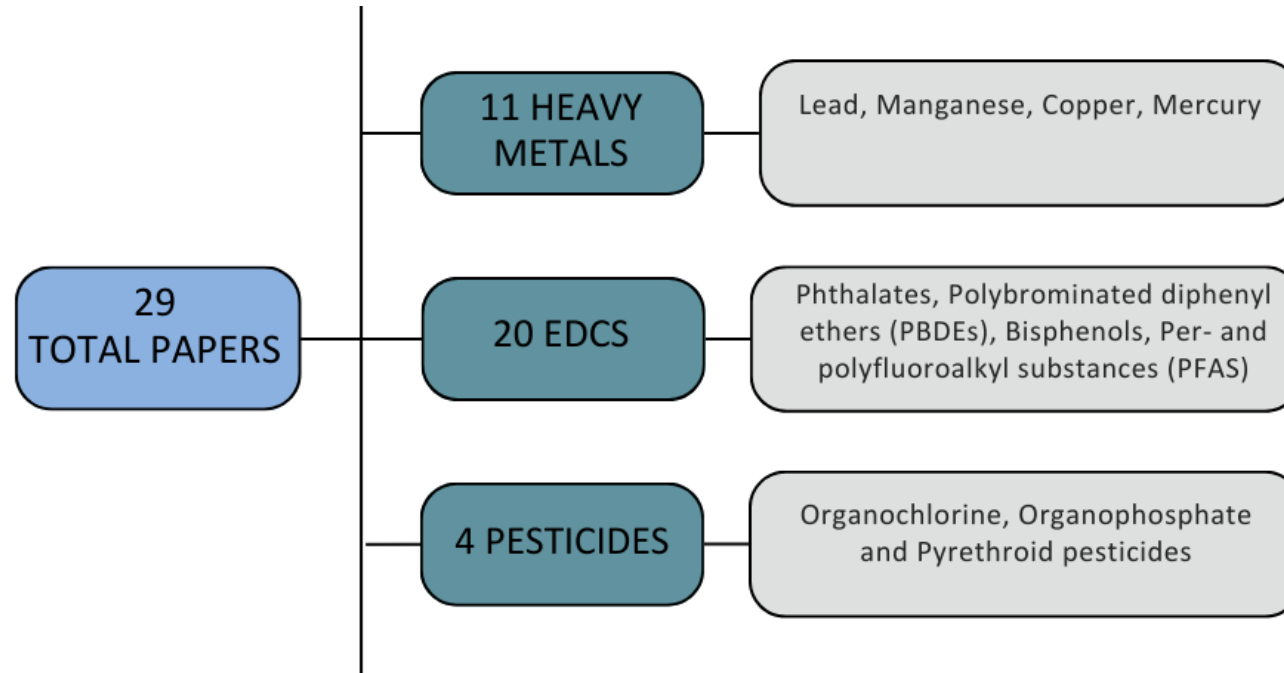 11 HEAVY
METALS
Lead, Manganese, Copper, Mercury
29
TOTAL PAPERS
20 EDCS
Phthalates, Polybrominated diphenyl
ethers (PBDEs), Bisphenols, Per- and
polyfluoroalkyl substances (PFAS)
4 PESTICIDES
Organochlorine, Organophosphate
and Pyrethroid pesticides